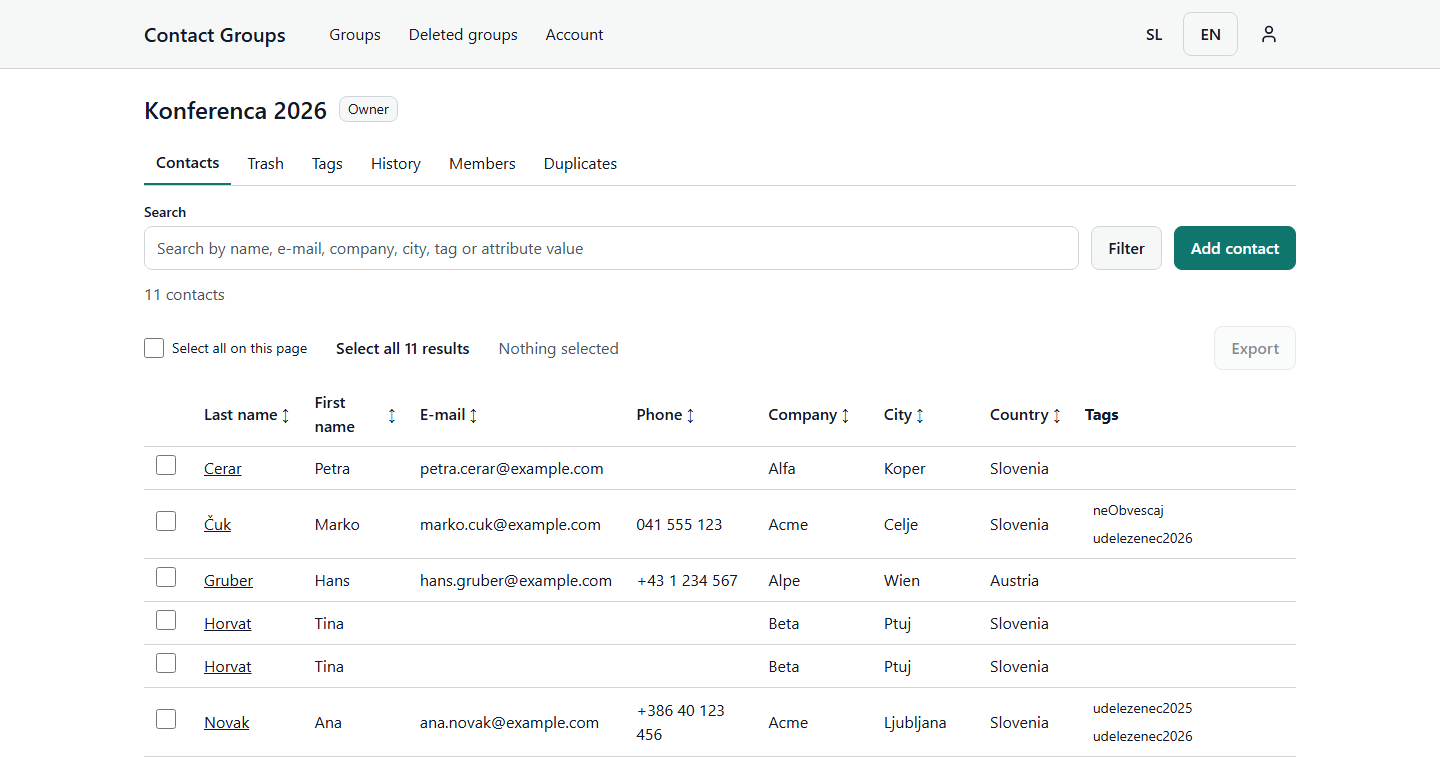 Contact Groups Groups Deleted groups Account SL EN
Konferenca 2026 Owner
Contacts Trash Tags History Members Duplicates
Search
Search by name, e-mail, company, city, tag or attribute value Filter Add contact
11 contacts
Select all on this page Select all 11 results Nothing selected Export
Last name ↕ First name ↕ E-mail ↕ Phone ↕ Company ↕ City ↕ Country ↕ Tags
Cerar Petra petra.cerar@example.com Alfa Koper Slovenia
Čuk Marko marko.cuk@example.com 041 555 123 Acme Celje Slovenia neObvescaj
udelezenec2026
Gruber Hans hans.gruber@example.com +43 1 234 567 Alpe Wien Austria
Horvat Tina Beta Ptuj Slovenia
Horvat Tina Beta Ptuj Slovenia
Novak Ana ana.novak@example.com +386 40 123 456 Acme Ljubljana Slovenia udelezenec2025
udelezenec2026